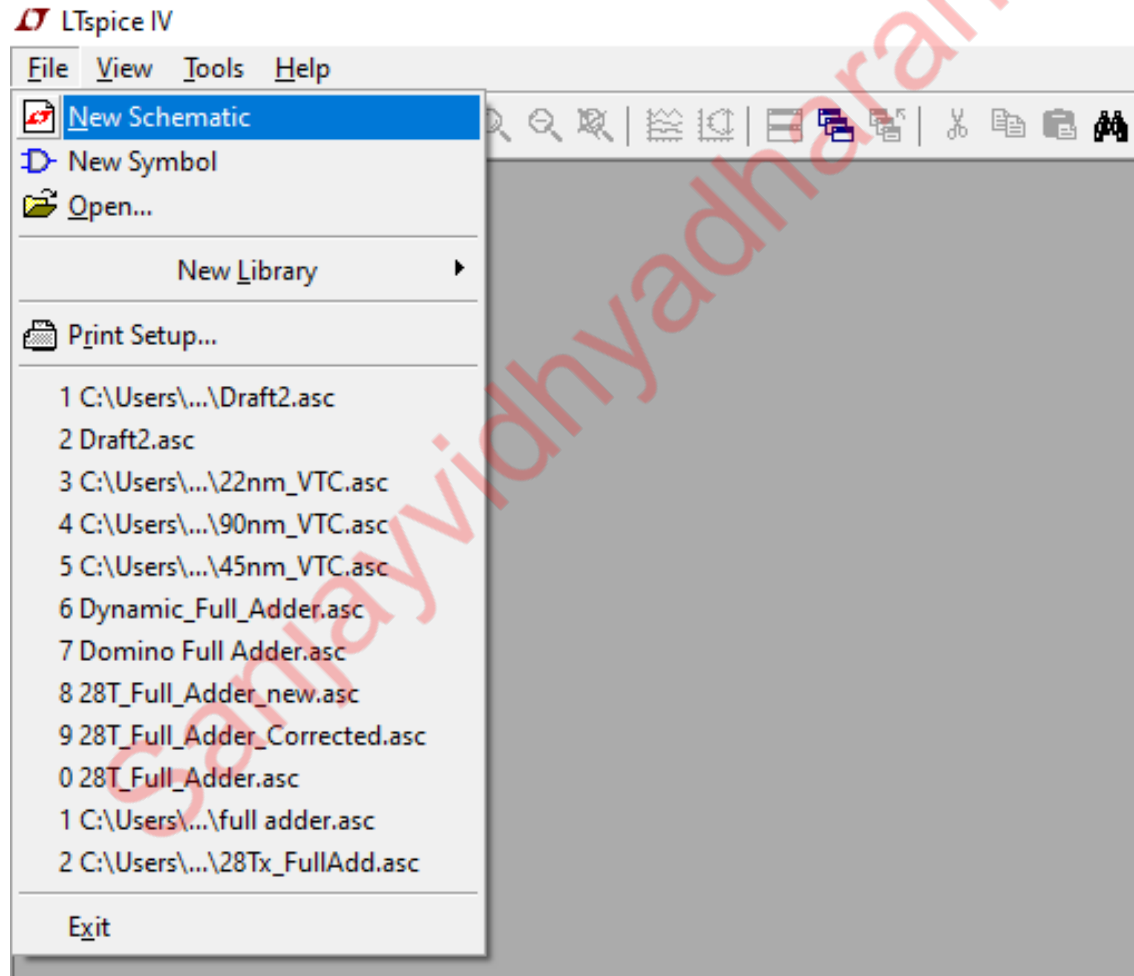 LTspice IV
File View Tools Help
New Schematic
New Symbol
Open...
New Library
Print Setup...
1 C:\Users\...\Draft2.asc
2 Draft2.asc
3 C:\Users\...\22nm_VTC.asc
4 C:\Users\...\90nm_VTC.asc
5 C:\Users\...\45nm_VTC.asc
6 Dynamic_Full_Adder.asc
7 Domino Full Adder.asc
8 28T_Full_Adder_new.asc
9 28T_Full_Adder_Corrected.asc
0 28T_Full_Adder.asc
1 C:\Users\...\full adder.asc
2 C:\Users\...\28Tx_FullAdd.asc
Exit
Sanjayvidhyadharan